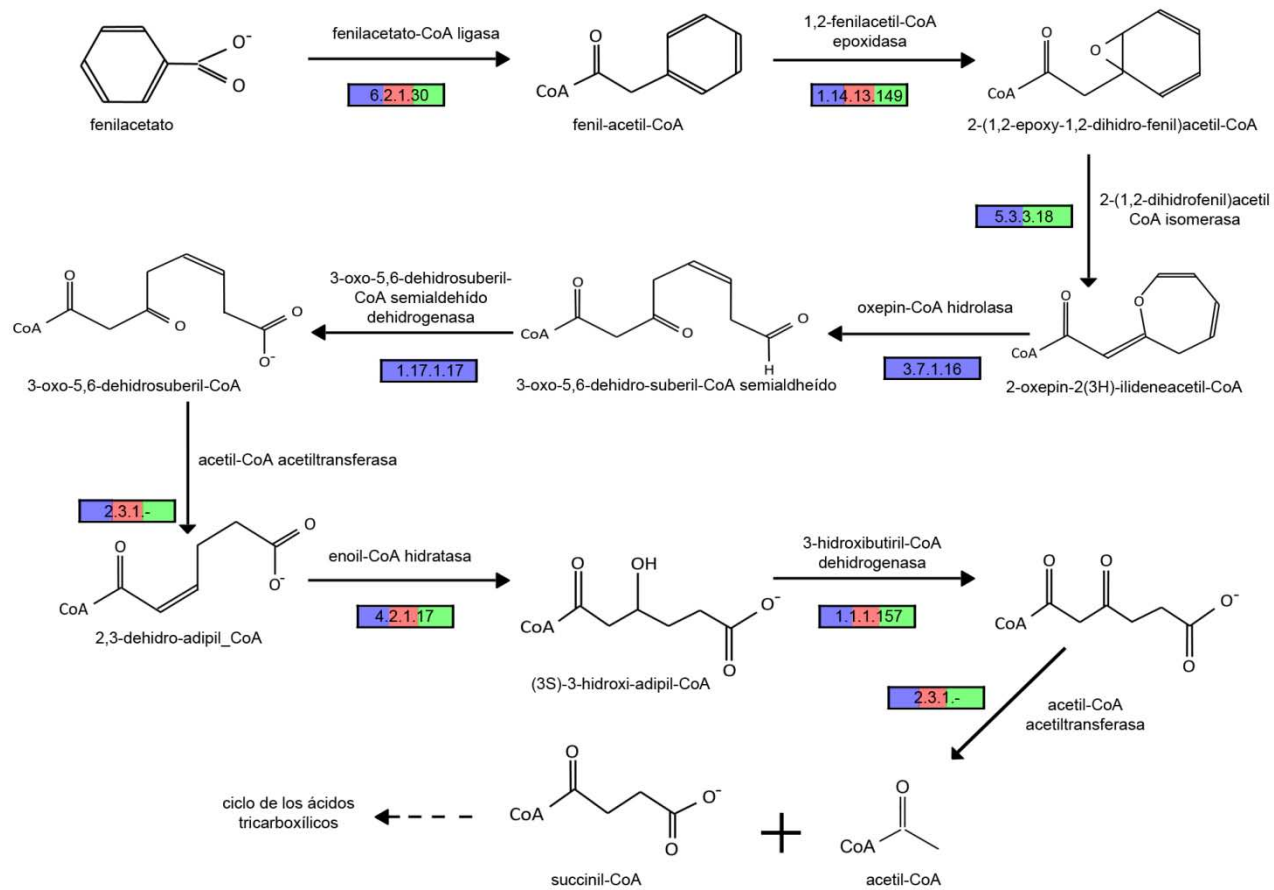 fenilacetato-CoA ligasa
6.2.1.30
1,2-fenilacetil-CoA
epoxidasa
1.14.13.149
O⁻
O
fenilacetato
O
CoA
fenil-acetil-CoA
O
O
CoA
2-(1,2-epoxy-1,2-dihidro-fenil)acetil-CoA
5.3.3.18
2-(1,2-dihidrofenil)acetil
CoA isomerasa
O
O
CoA
2-oxepin-2(3H)-ilideneacetil-CoA
oxepin-CoA hidrolasa
3.7.1.16
O
O
O
CoA
H
3-oxo-5,6-dehidro-suberil-CoA semialdheído
3-oxo-5,6-dehidrosuberil-
CoA semialdehído
dehidrogenasa
1.17.1.17
O
O
O
CoA
O⁻
3-oxo-5,6-dehidrosuberil-CoA
acetil-CoA acetiltransferasa
2.3.1.-
O
O
O⁻
CoA
2,3-dehidro-adipil_CoA
enoil-CoA hidratasa
4.2.1.17
O
OH
O⁻
CoA
O
(3S)-3-hidroxi-adipil-CoA
3-hidroxibutiril-CoA
dehidrogenasa
1.1.1.157
O
O
O⁻
CoA
O
2.3.1.-
acetil-CoA
acetiltransferasa
ciclo de los ácidos
tricarboxílicos
O
O⁻
CoA
O
succinil-CoA
+
O
CoA
acetil-CoA